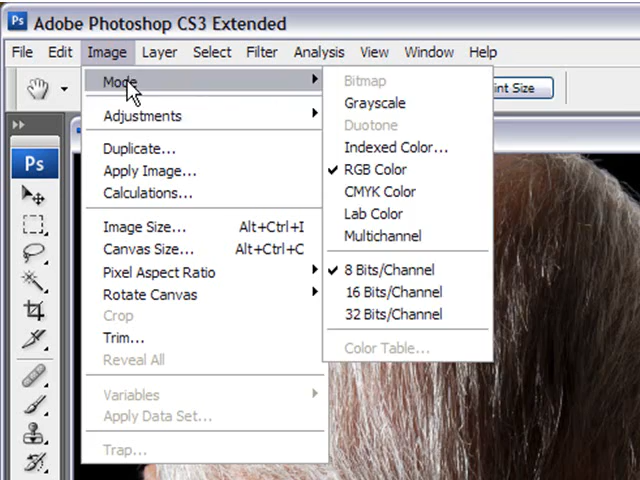 Ps Adobe Photoshop CS3 Extended
File Edit Image Layer Select Filter Analysis View Window Help
Mode
Adjustments
Duplicate...
Apply Image...
Calculations...
Image Size... Alt+Ctrl+I
Canvas Size... Alt+Ctrl+C
Pixel Aspect Ratio
Rotate Canvas
Crop
Trim...
Reveal All
Variables
Apply Data Set...
Trap...
Bitmap
Grayscale
Duotone
Indexed Color...
RGB Color
CMYK Color
Lab Color
Multichannel
8 Bits/Channel
16 Bits/Channel
32 Bits/Channel
Color Table...
Size
Ps